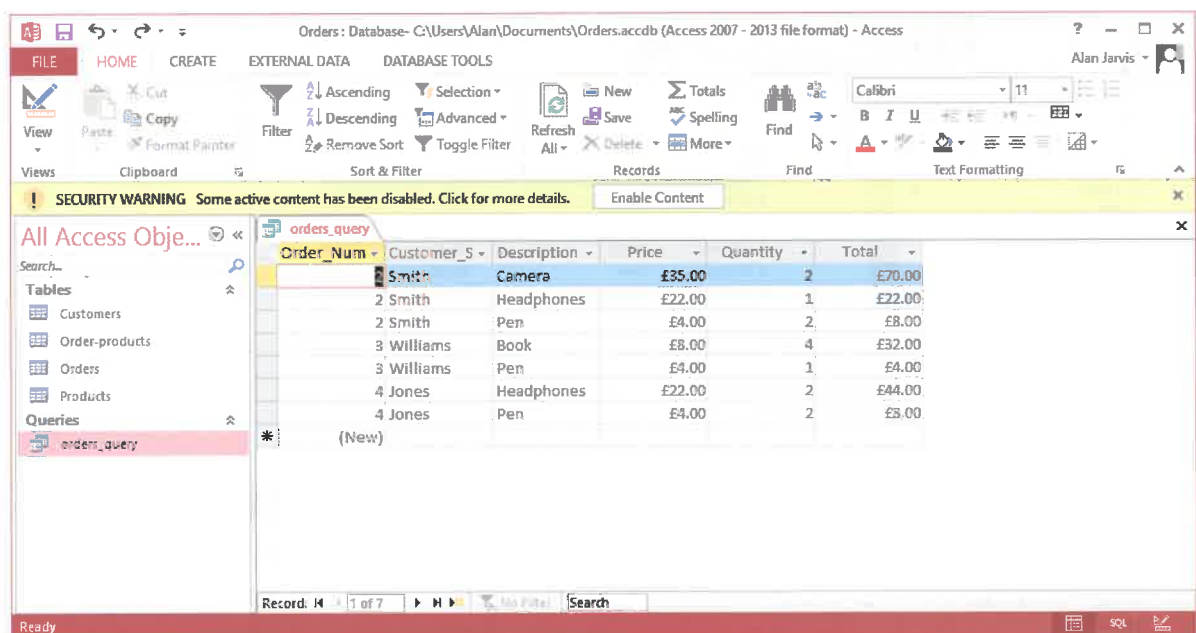 Orders : Database- C:\Users\Alan\Documents\Orders.accdb (Access 2007 - 2013 file format) - Access
?
FILE HOME CREATE EXTERNAL DATA DATABASE TOOLS
Alan Jarvis
View
Views
Paste
Cut
Copy
Format Painter
Clipboard
Filter
Ascending
Descending
Remove Sort
Selection
Advanced
Toggle Filter
Sort & Filter
Refresh All
New
Save
Delete
Totals
Spelling
More
Records
Find
Find
Calibri 11
B I U
A
Text Formatting
! SECURITY WARNING Some active content has been disabled. Click for more details. Enable Content
All Access Obje...
Search...
Tables
Customers
Order-products
Orders
Products
Queries
orders_query
orders_query
Order_Num Customer_S Description Price Quantity Total
2 Smith Camera £35.00 2 £70.00
2 Smith Headphones £22.00 1 £22.00
2 Smith Pen £4.00 2 £8.00
3 Williams Book £8.00 4 £32.00
3 Williams Pen £4.00 1 £4.00
4 Jones Headphones £22.00 2 £44.00
4 Jones Pen £4.00 2
* (New)
Record: 1 of 7 No Filter Search
Ready
SQL